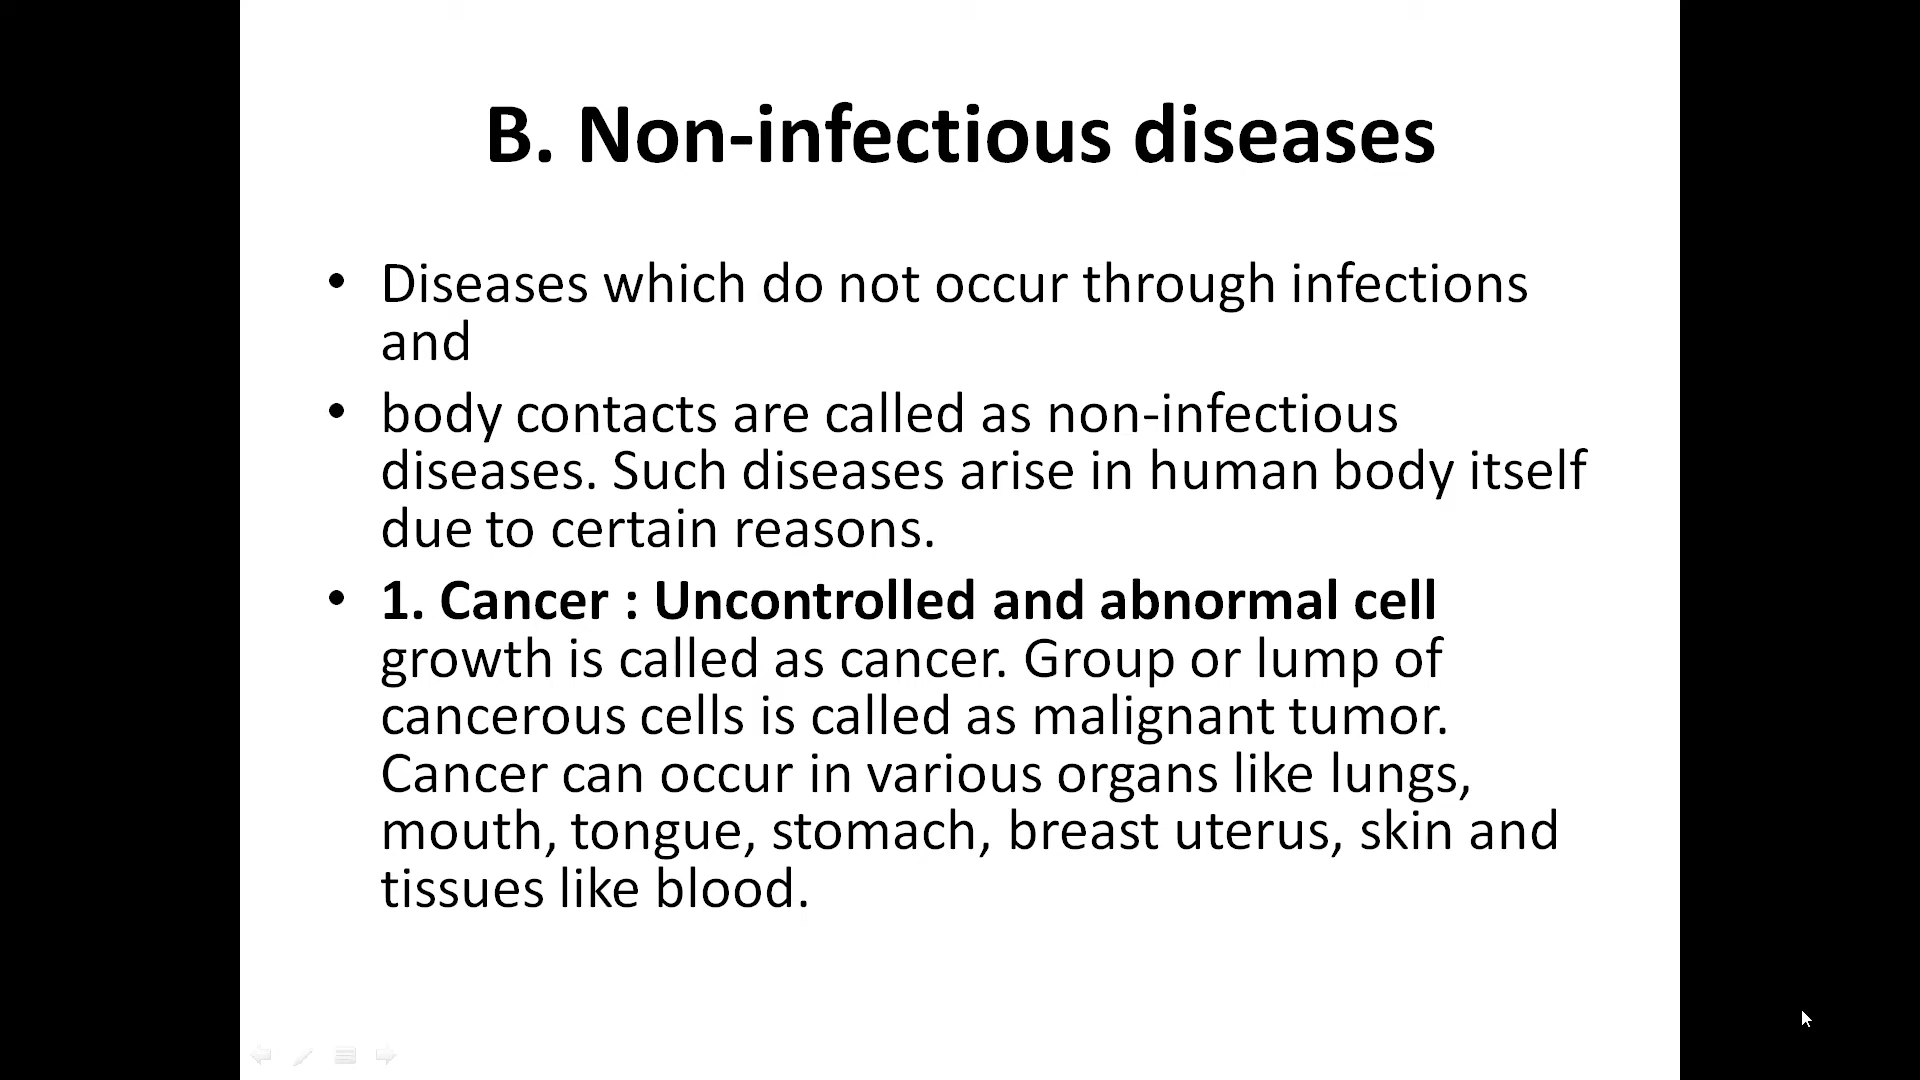 B. Non-infectious diseases
• Diseases which do not occur through infections
and
• body contacts are called as non-infectious
diseases. Such diseases arise in human body itself
due to certain reasons.
• 1. Cancer : Uncontrolled and abnormal cell
growth is called as cancer. Group or lump of
cancerous cells is called as malignant tumor.
Cancer can occur in various organs like lungs,
mouth, tongue, stomach, breast uterus, skin and
tissues like blood.